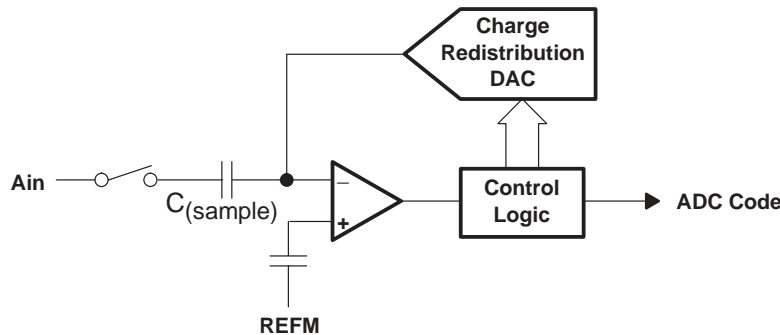 Charge
Redistribution
DAC
Ain
C(sample)
−
+
Control
Logic
ADC Code
REFM